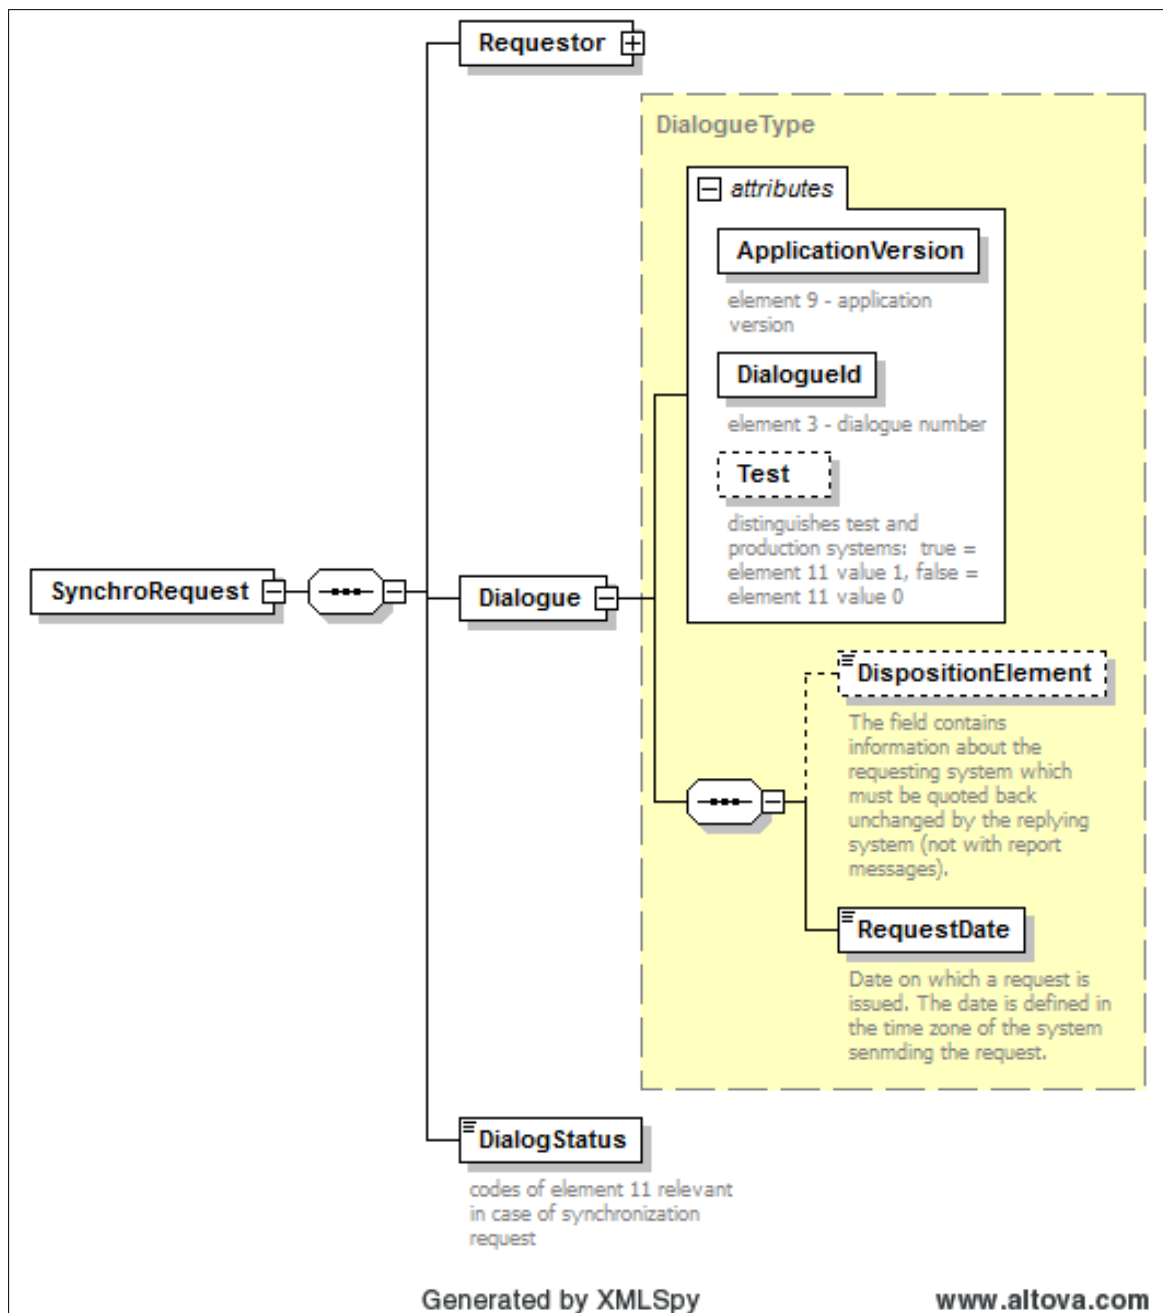 Requestor
DialogueType
attributes
ApplicationVersion
element 9 - application
version
DialogueId
element 3 - dialogue number
Test
distinguishes test and
production systems:  true =
element 11 value 1, false =
element 11 value 0
SynchroRequest
Dialogue
DispositionElement
The field contains
information about the
requesting system which
must be quoted back
unchanged by the replying
system (not with report
messages).
RequestDate
Date on which a request is
issued. The date is defined in
the time zone of the system
senmding the request.
DialogStatus
codes of element 11 relevant
in case of synchronization
request
Generated by XMLSpy
www.altova.com